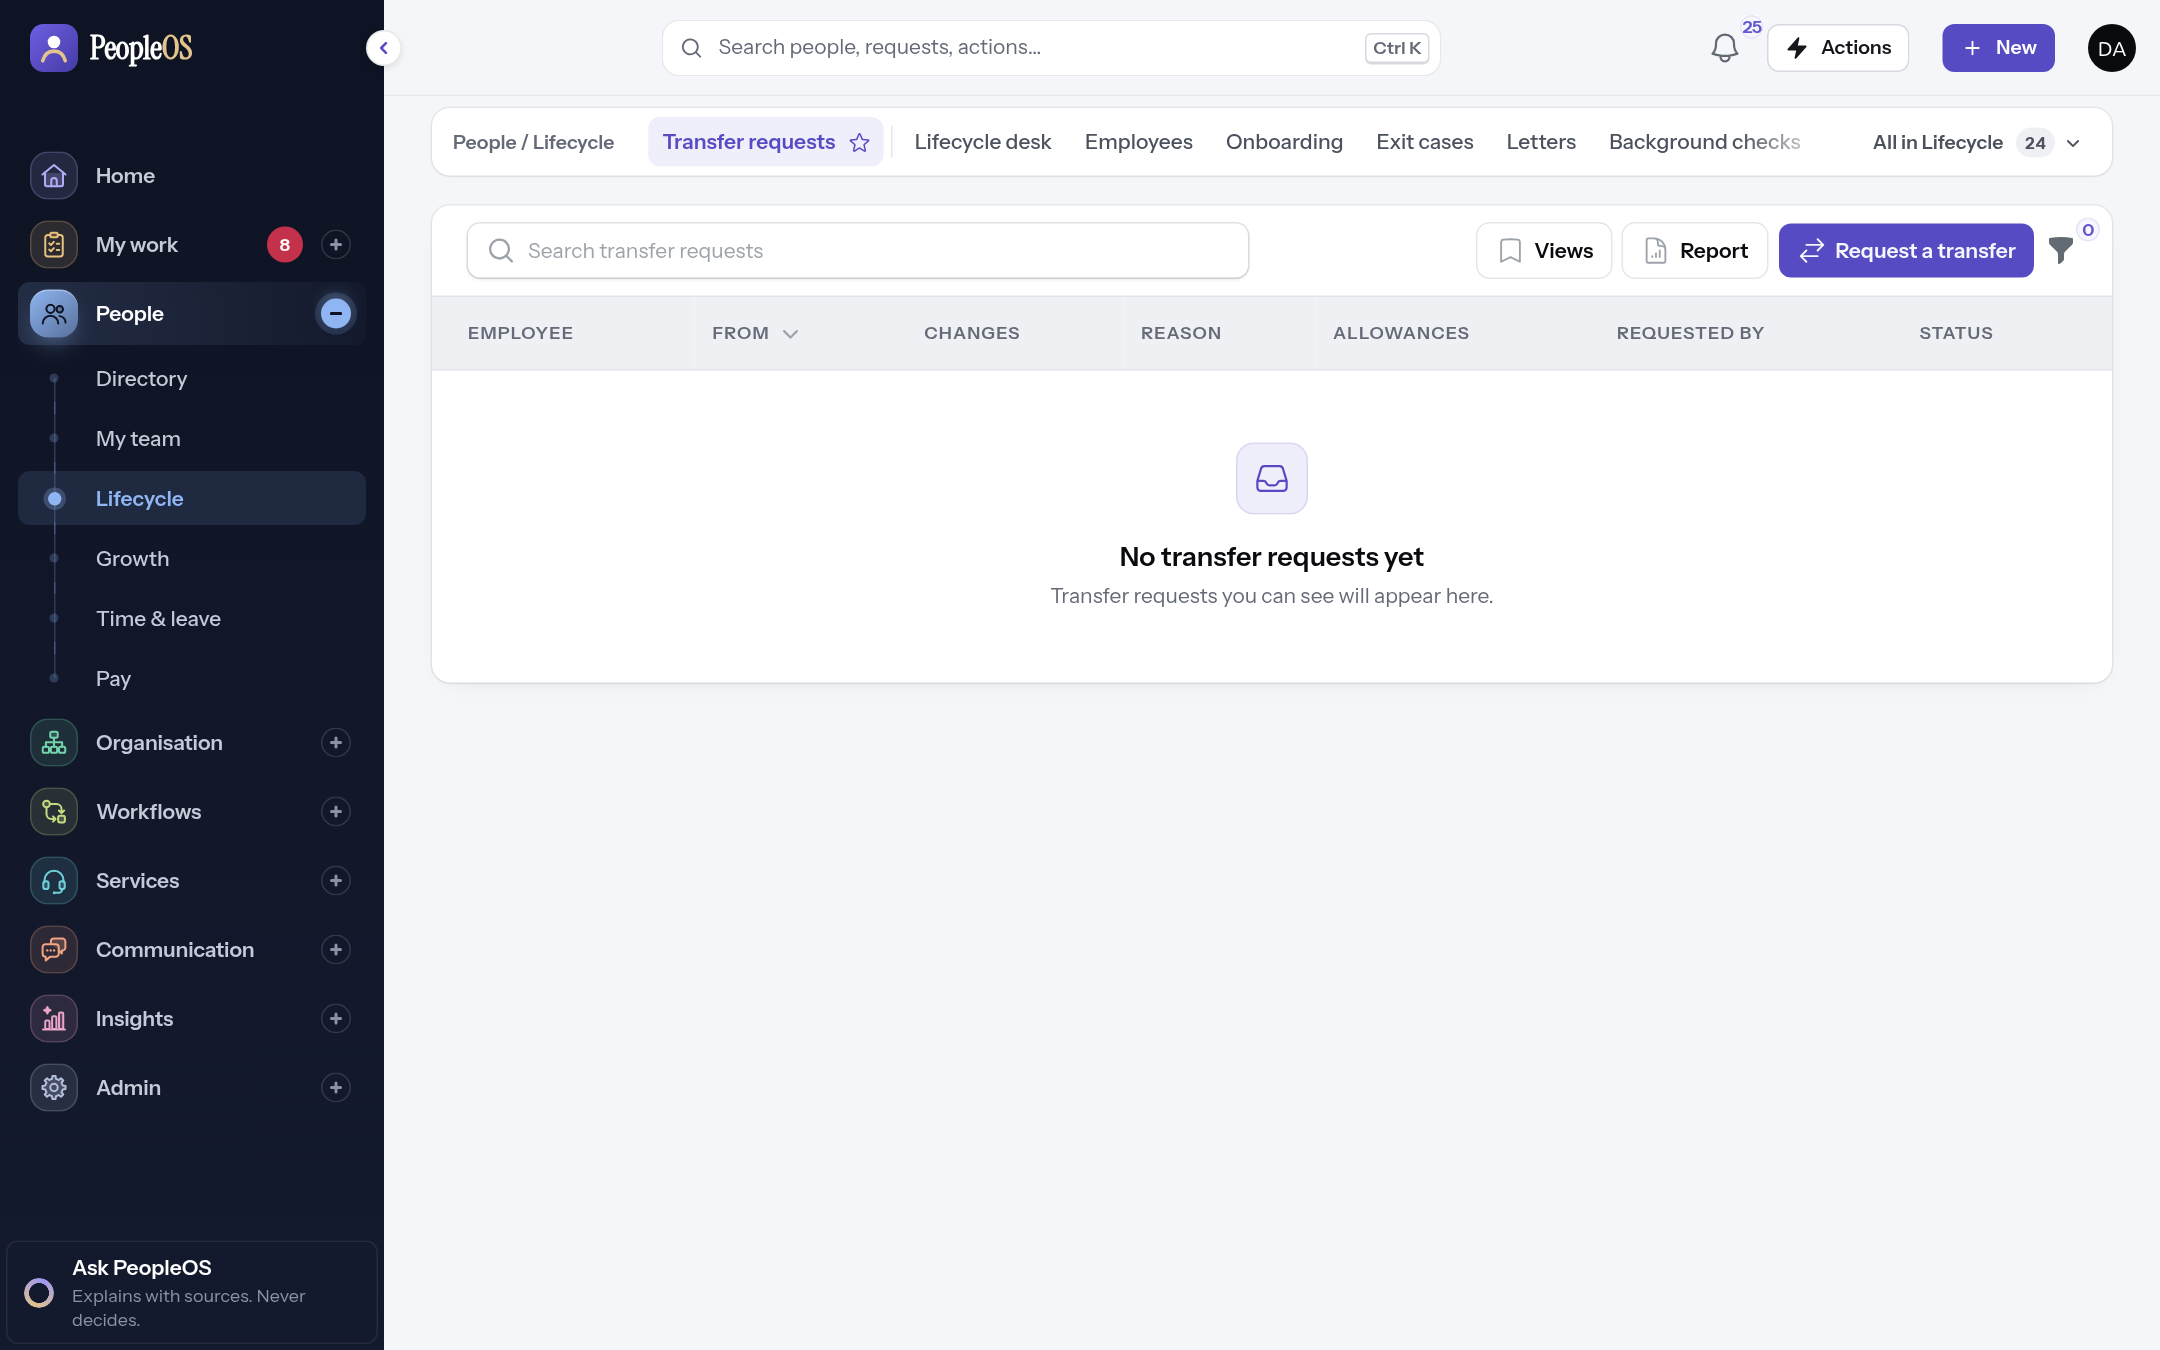 PeopleOS
Search people, requests, actions...
Ctrl K
25
Actions
New
DA
People / Lifecycle
Transfer requests
Lifecycle desk
Employees
Onboarding
Exit cases
Letters
Background checks
All in Lifecycle
24
Home
My work
8
People
Directory
My team
Lifecycle
Growth
Time & leave
Pay
Organisation
Workflows
Services
Communication
Insights
Admin
Ask PeopleOS
Explains with sources. Never
decides.
Search transfer requests
Views
Report
Request a transfer
0
EMPLOYEE
FROM
CHANGES
REASON
ALLOWANCES
REQUESTED BY
STATUS
No transfer requests yet
Transfer requests you can see will appear here.